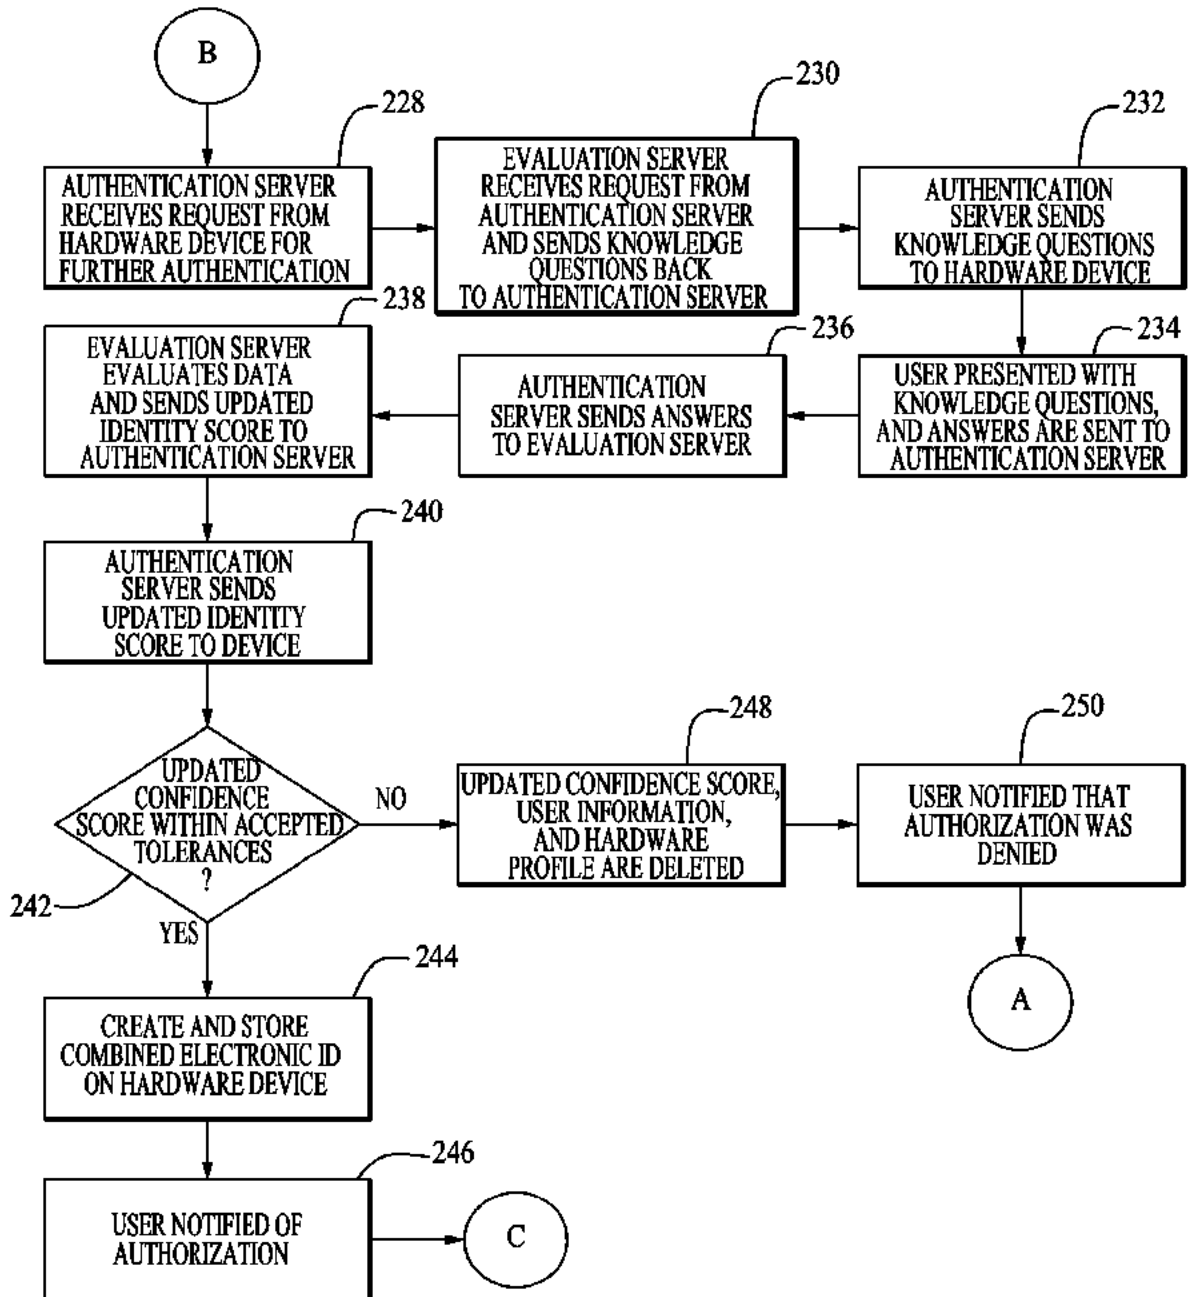 B
228
AUTHENTICATION SERVER
RECEIVES REQUEST FROM
HARDWARE DEVICE FOR
FURTHER AUTHENTICATION
230
EVALUATION SERVER
RECEIVES REQUEST FROM
AUTHENTICATION SERVER
AND SENDS KNOWLEDGE
QUESTIONS BACK
TO AUTHENTICATION SERVER
232
AUTHENTICATION
SERVER SENDS
KNOWLEDGE QUESTIONS
TO HARDWARE DEVICE
234
USER PRESENTED WITH
KNOWLEDGE QUESTIONS,
AND ANSWERS ARE SENT TO
AUTHENTICATION SERVER
236
AUTHENTICATION
SERVER SENDS ANSWERS
TO EVALUATION SERVER
238
EVALUATION SERVER
EVALUATES DATA
AND SENDS UPDATED
IDENTITY SCORE TO
AUTHENTICATION SERVER
240
AUTHENTICATION
SERVER SENDS
UPDATED IDENTITY
SCORE TO DEVICE
UPDATED
CONFIDENCE
SCORE WITHIN ACCEPTED
TOLERANCES
?
242
NO
248
UPDATED CONFIDENCE SCORE,
USER INFORMATION,
AND HARDWARE
PROFILE ARE DELETED
250
USER NOTIFIED THAT
AUTHORIZATION WAS
DENIED
A
YES
244
CREATE AND STORE
COMBINED ELECTRONIC ID
ON HARDWARE DEVICE
246
USER NOTIFIED OF
AUTHORIZATION
C